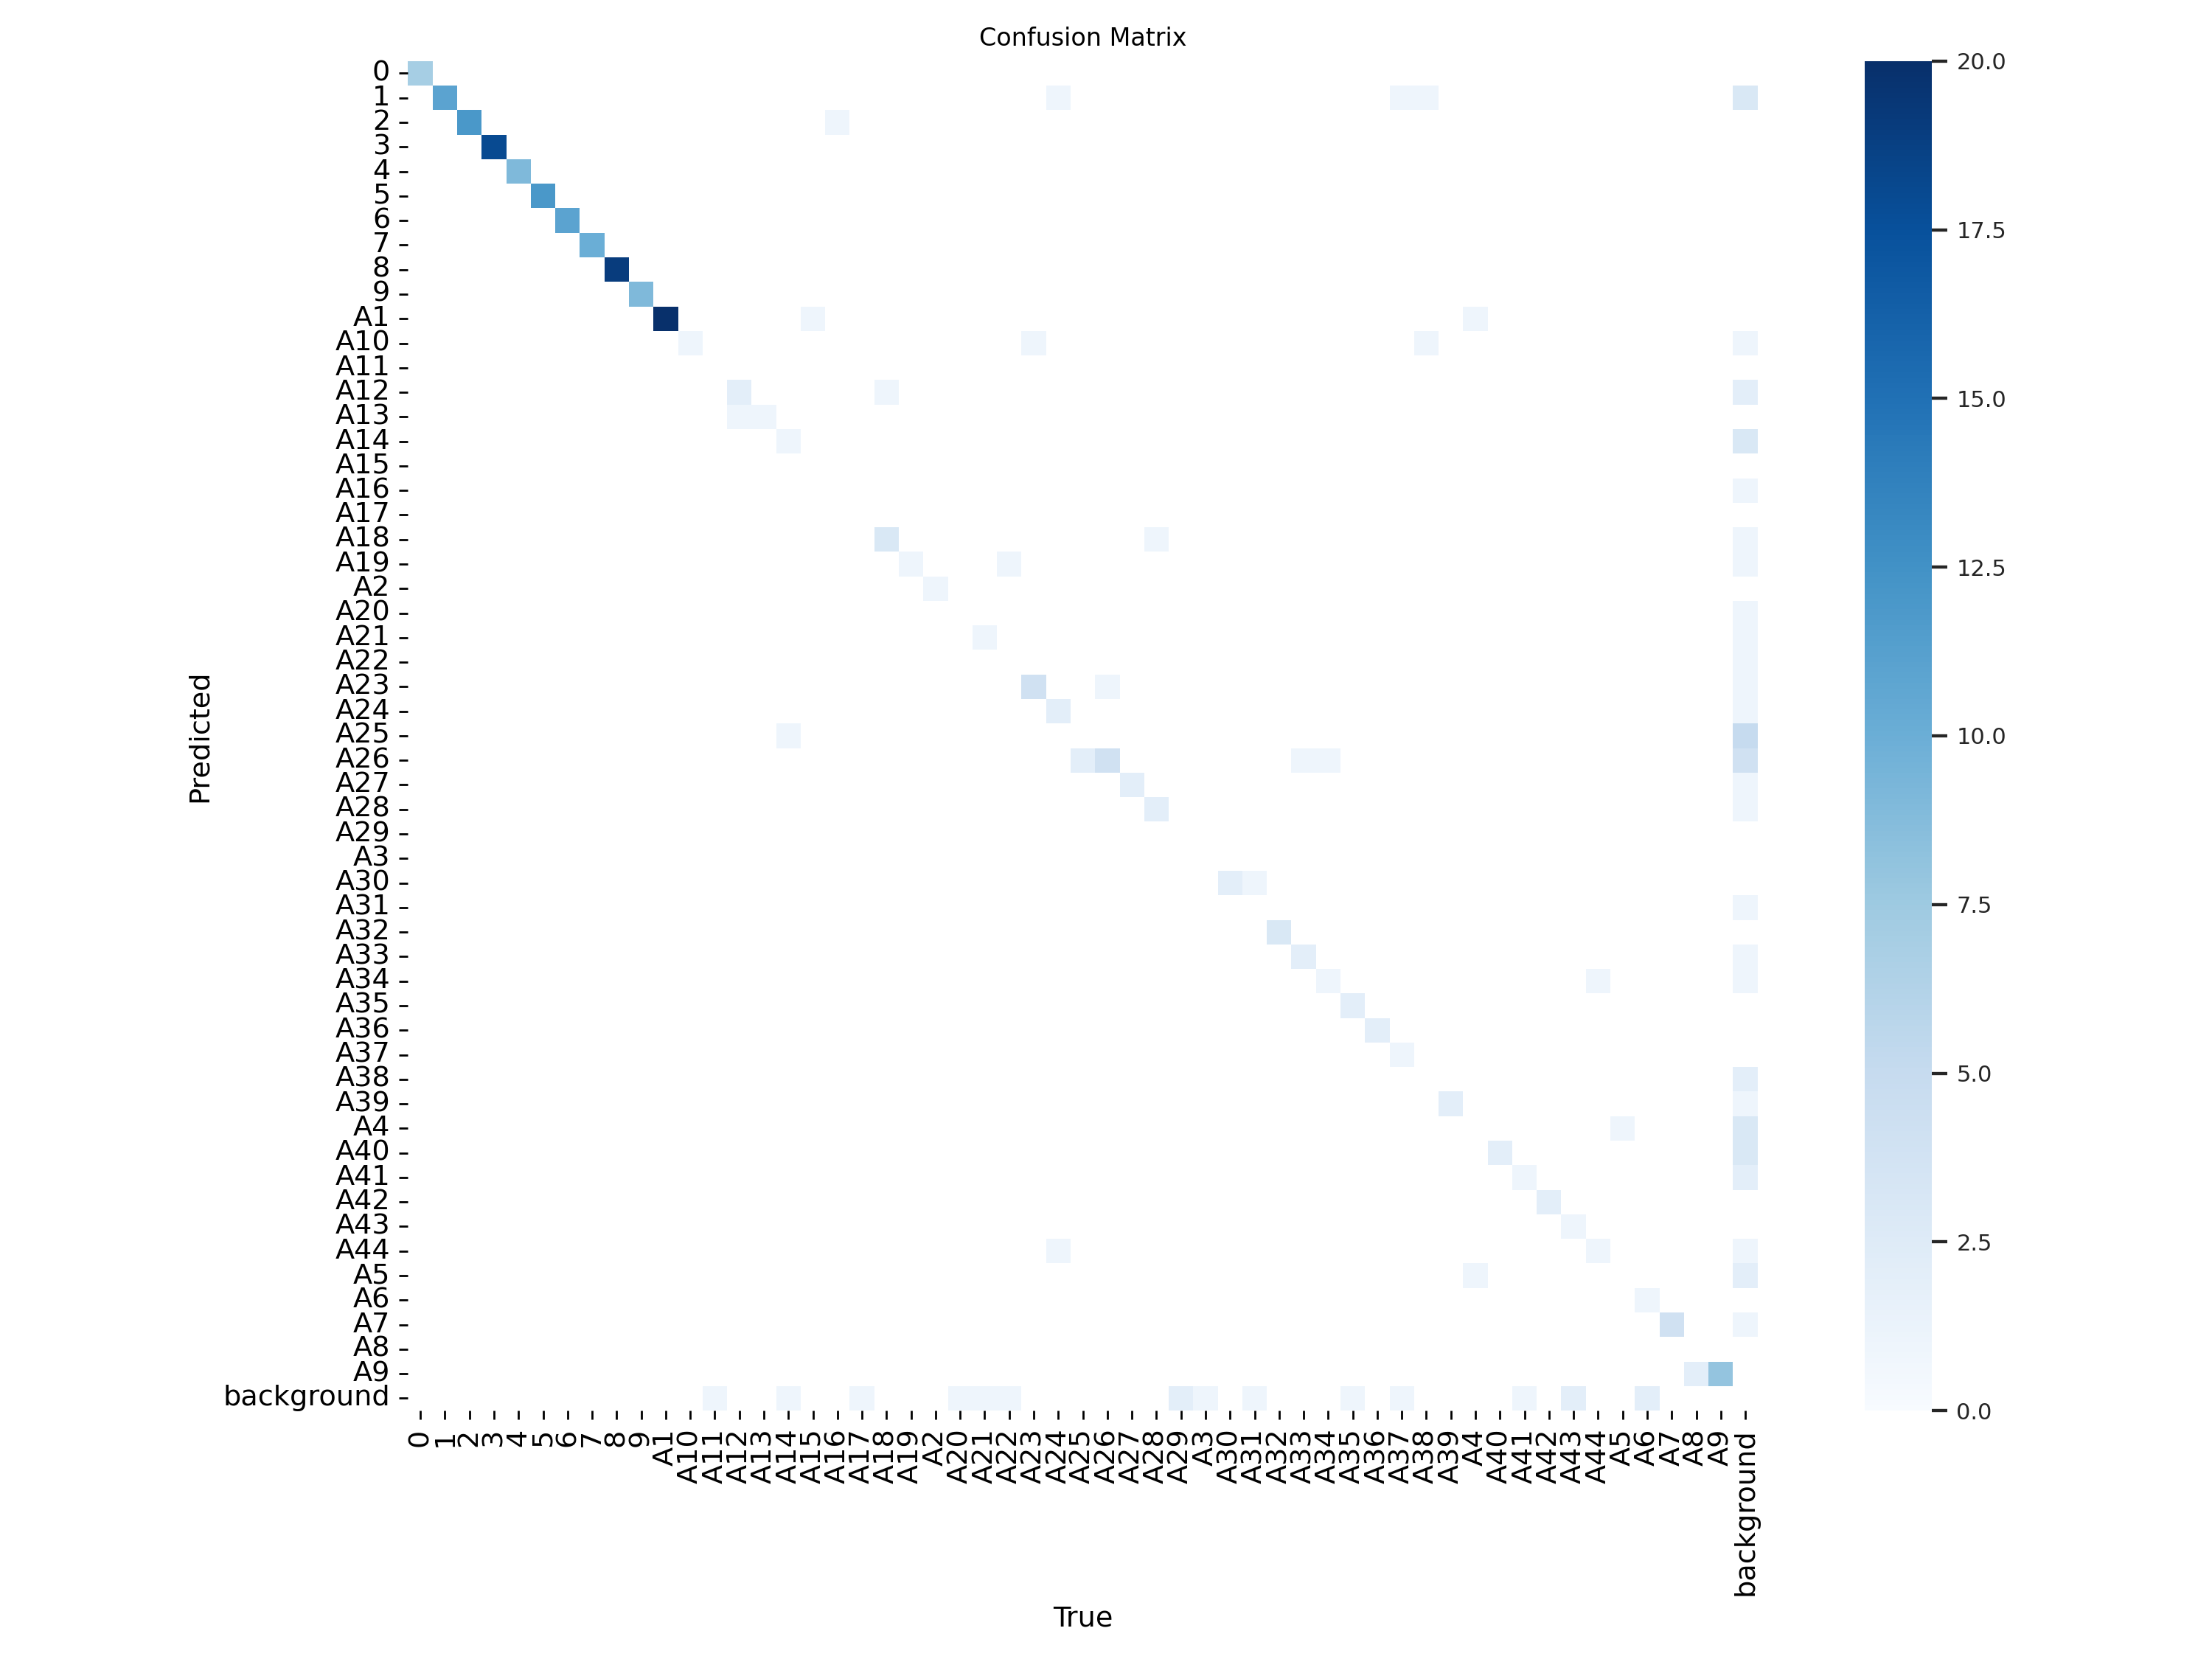 Confusion Matrix
Predicted
0
1
2
3
4
5
6
7
8
9
A1
A10
A11
A12
A13
A14
A15
A16
A17
A18
A19
A2
A20
A21
A22
A23
A24
A25
A26
A27
A28
A29
A3
A30
A31
A32
A33
A34
A35
A36
A37
A38
A39
A4
A40
A41
A42
A43
A44
A5
A6
A7
A8
A9
background
0 1 2 3 4 5 6 7 8 9 A1 A10 A11 A12 A13 A14 A15 A16 A17 A18 A19 A2 A20 A21 A22 A23 A24 A25 A26 A27 A28 A29 A3 A30 A31 A32 A33 A34 A35 A36 A37 A38 A39 A4 A40 A41 A42 A43 A44 A5 A6 A7 A8 A9 background
True
20.0
17.5
15.0
12.5
10.0
7.5
5.0
2.5
0.0